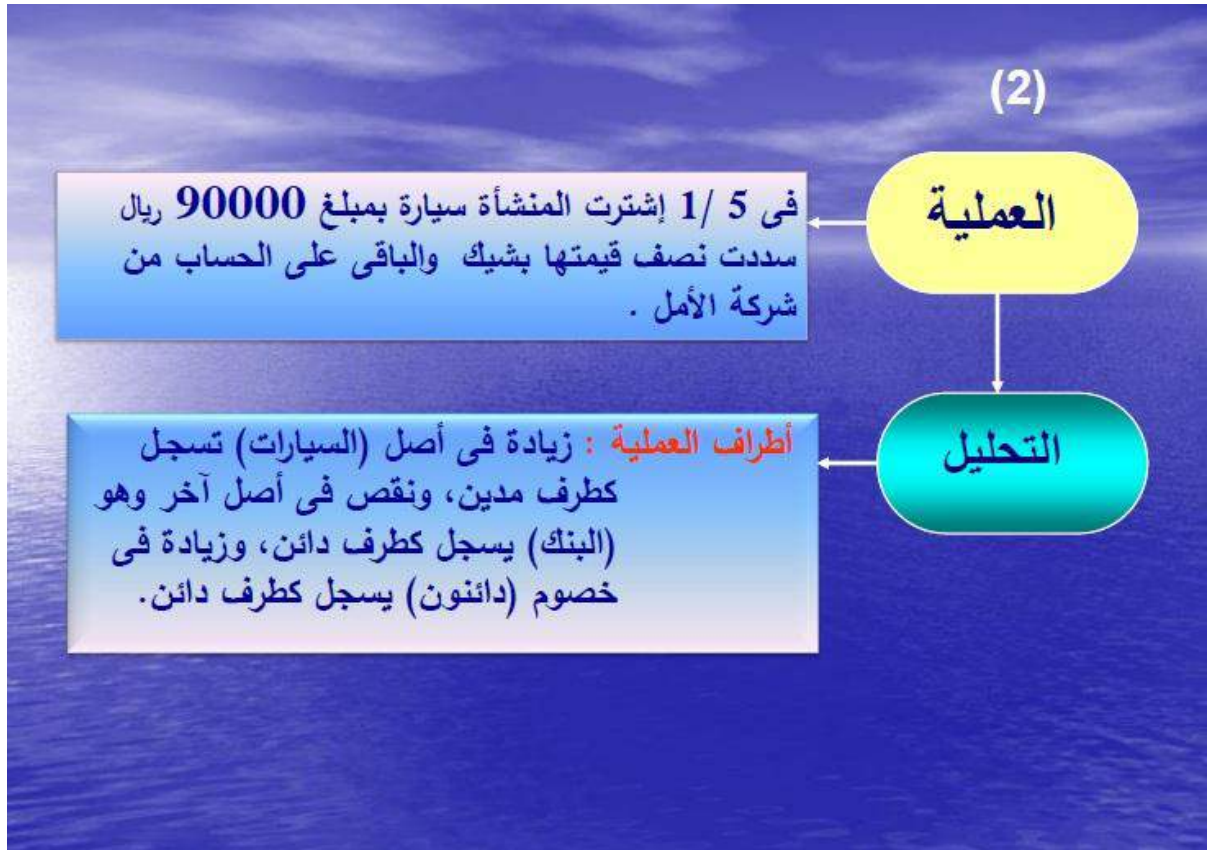 (2)
العملية
فى 5 /1 إشترت المنشأة سيارة بمبلغ 90000 ريال
سددت نصف قيمتها بشيك والباقى على الحساب من
شركة الأمل .
التحليل
أطراف العملية : زيادة فى أصل (السيارات) تسجل
كطرف مدين، ونقص فى أصل آخر وهو
(البنك) يسجل كطرف دائن، وزيادة فى
خصوم (دائنون) يسجل كطرف دائن.